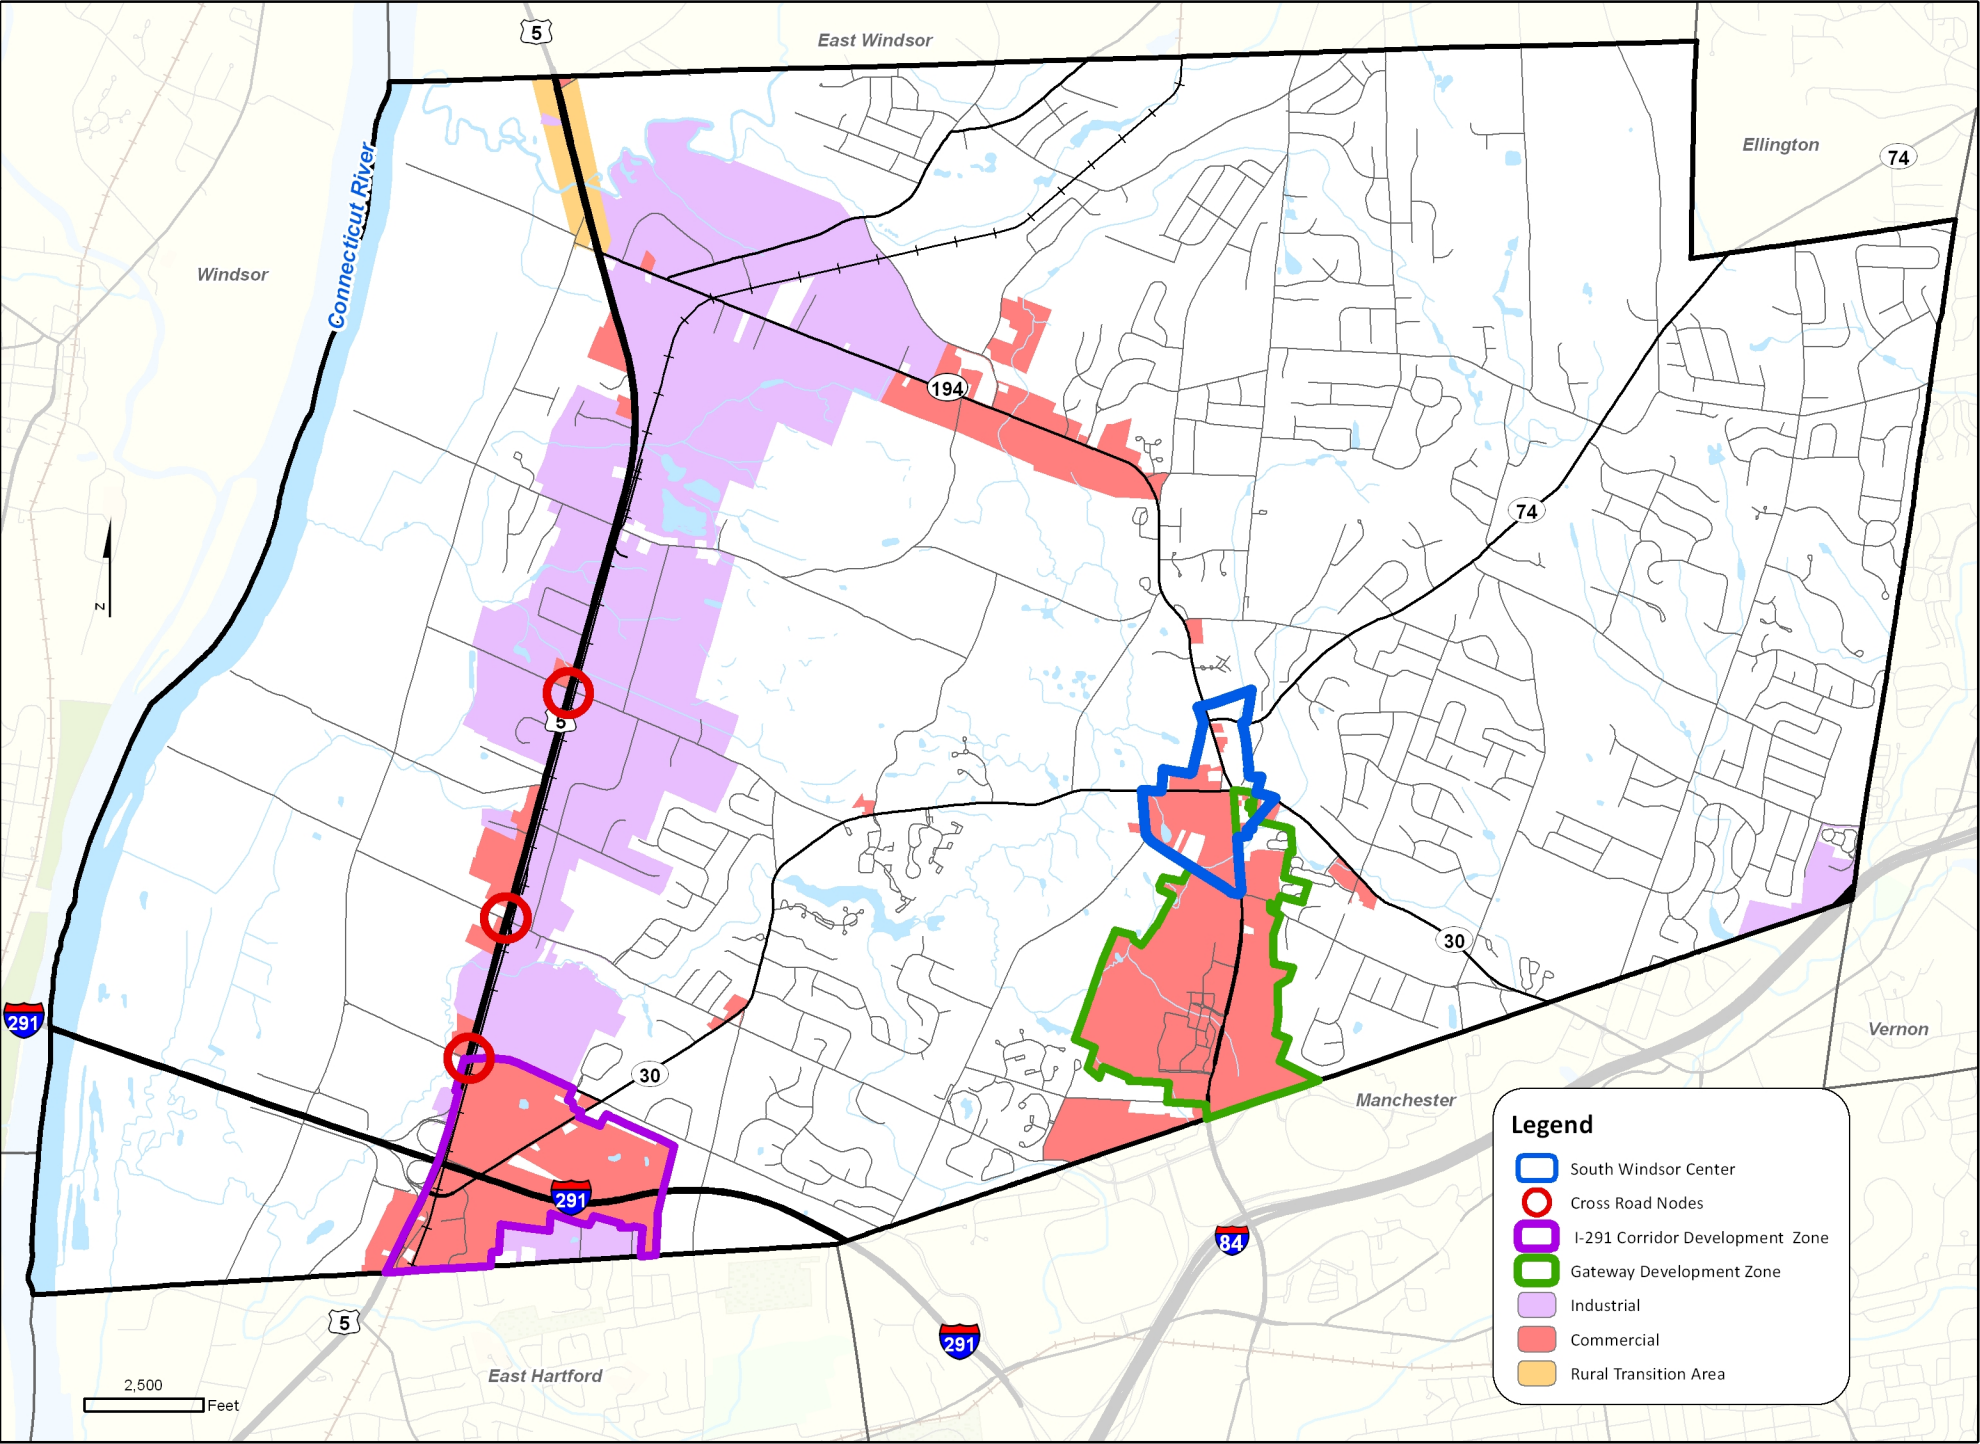 5
East Windsor
Ellington
74
Connecticut River
Windsor
194
74
N
5
30
291
Vernon
30
Manchester
291
84
5
291
East Hartford
2,500
Feet
Legend
South Windsor Center
Cross Road Nodes
I-291 Corridor Development Zone
Gateway Development Zone
Industrial
Commercial
Rural Transition Area